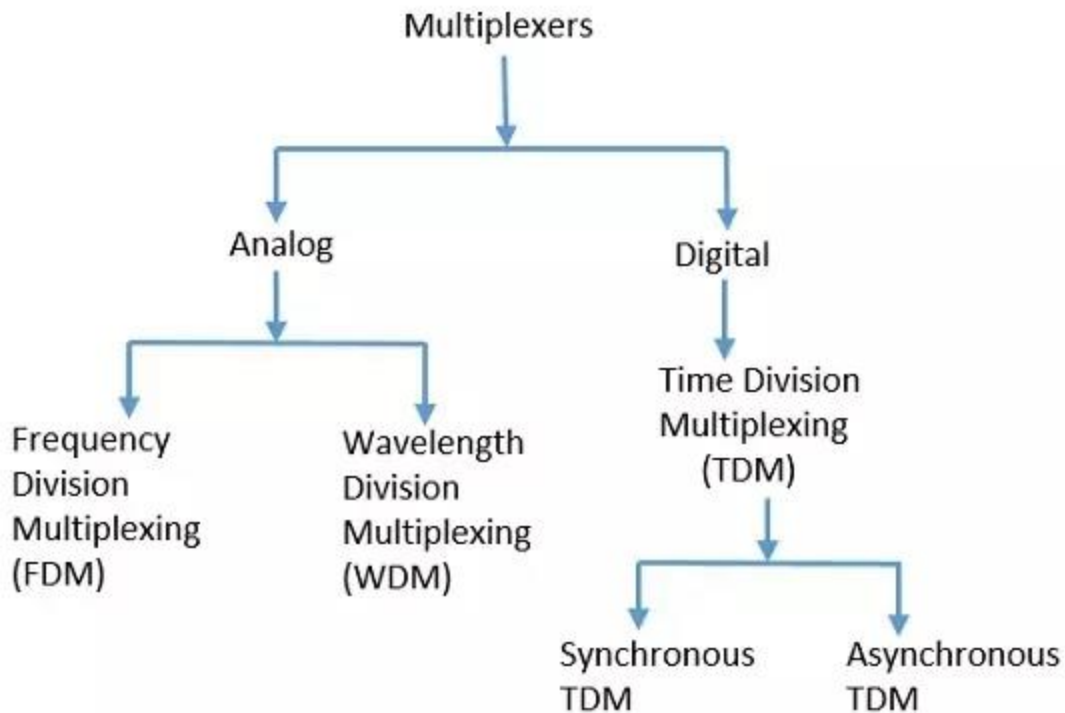 Multiplexers
Analog
Digital
Frequency
Division
Multiplexing
(FDM)
Wavelength
Division
Multiplexing
(WDM)
Time Division
Multiplexing
(TDM)
Synchronous
TDM
Asynchronous
TDM